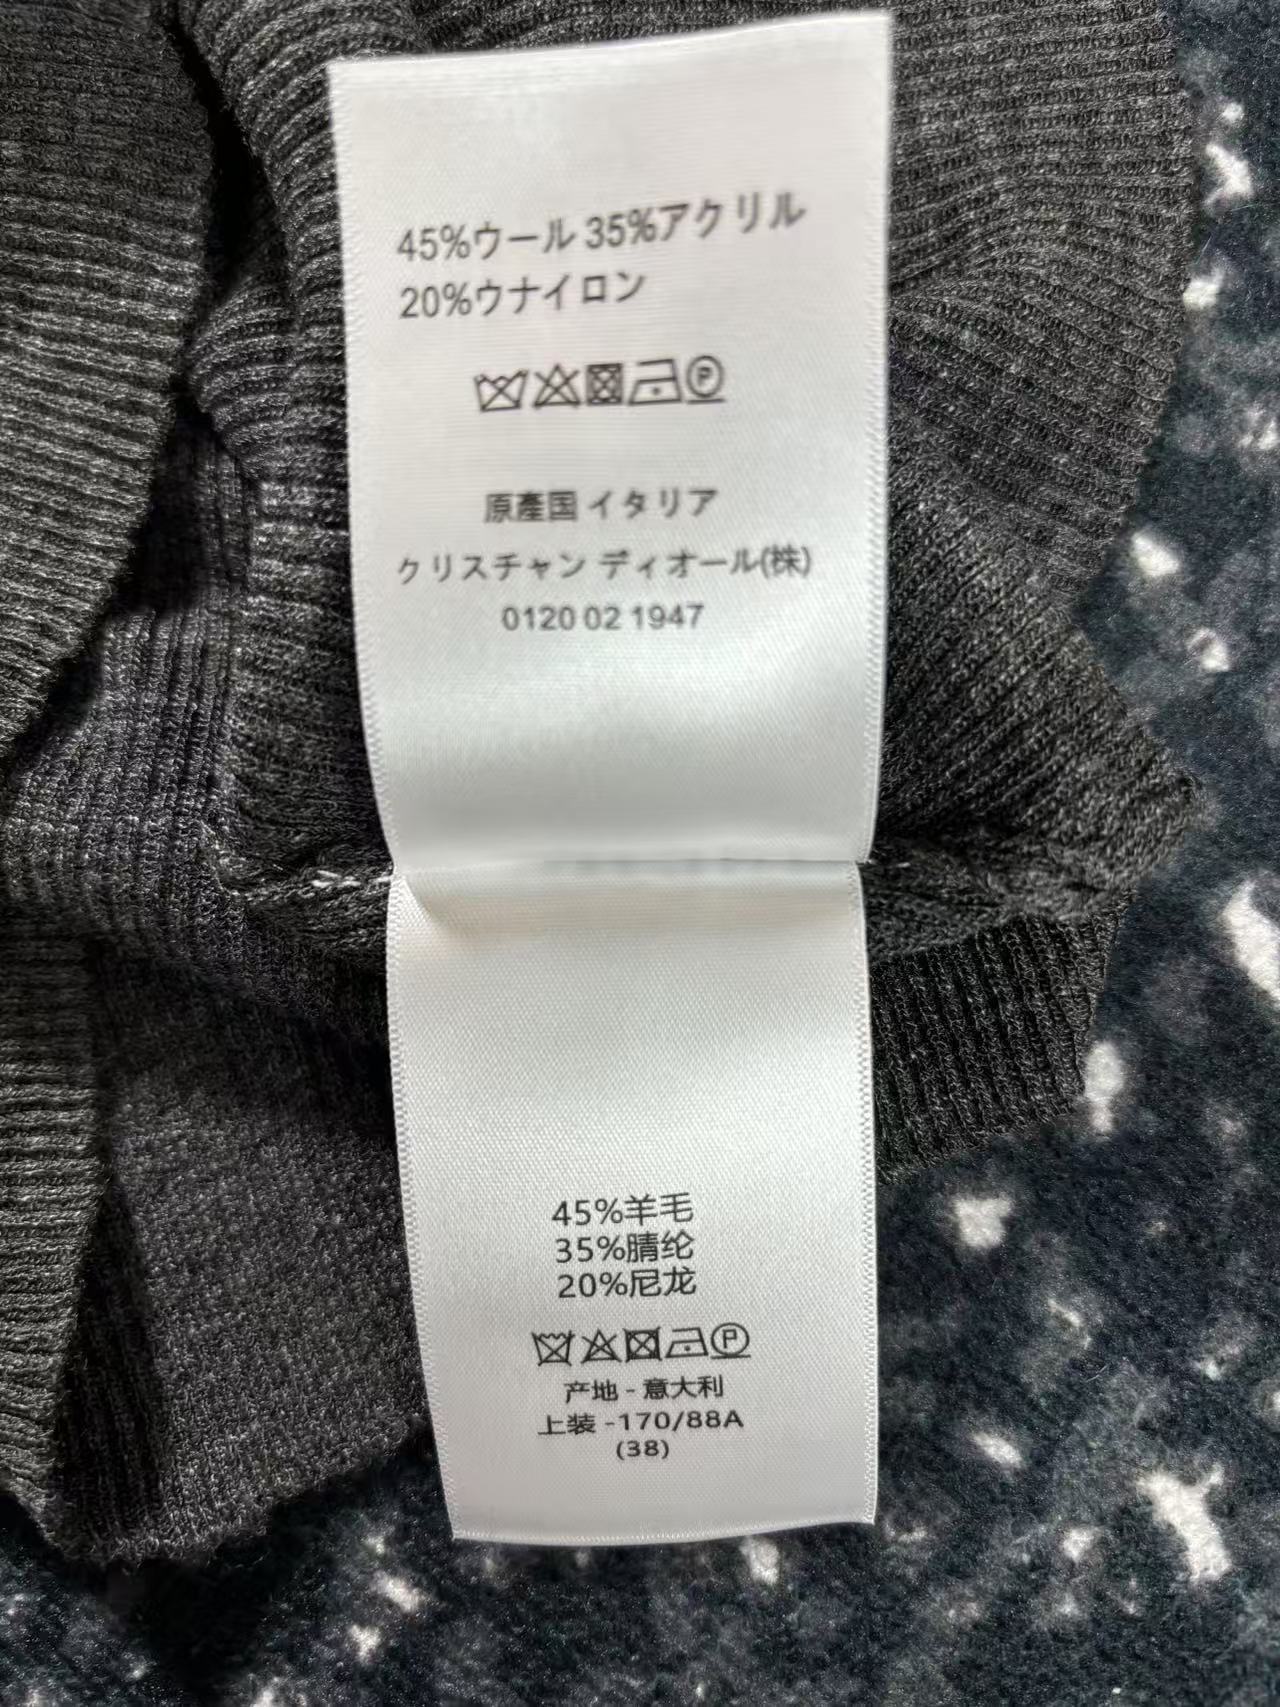 45%ウール 35%アクリル
20%ウナイロン
P
原產国 イタリア
クリスチャン ディオール(株)
0120 02 1947
45%羊毛
35%腈纶
20%尼龙
P
产地 - 意大利
上装 -170/88A
(38)